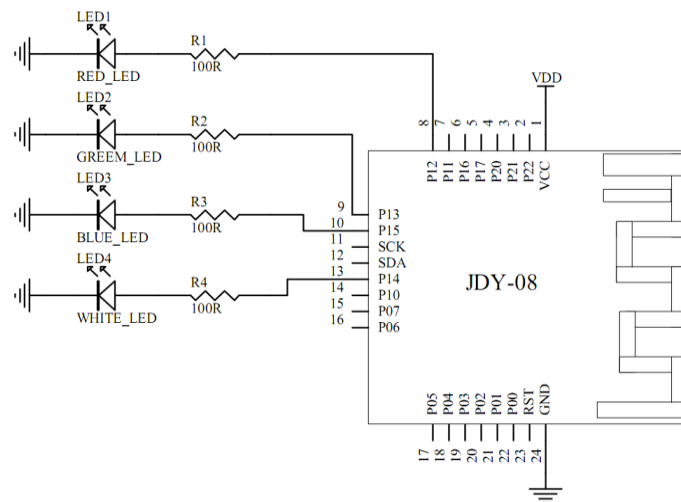 LED1
R1
RED_LED
100R
VDD
LED2
R2
GREEM_LED
100R
8
7
6
5
4
3
2
1
P12
P11
P16
P17
P20
P21
P22
VCC
LED3
R3
BLUE_LED
100R
9
P13
10
P15
11
SCK
12
SDA
LED4
R4
WHITE_LED
100R
13
P14
14
P10
15
P07
16
P06
JDY-08
P05
P04
P03
P02
P01
P00
RST
GND
17
18
19
20
21
22
23
24